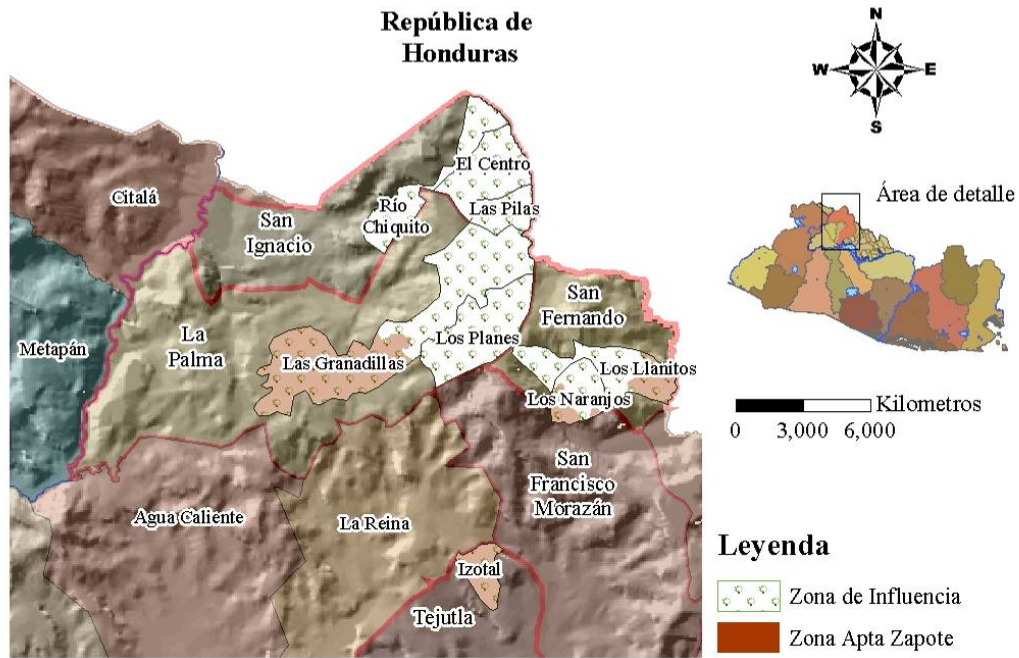 República de
Honduras
N
W
E
S
El Centro
Citalá
Río
Chiquito
Las Pilas
San
Ignacio
Área de detalle
San
Fernando
Metapán
La
Palma
Los Planes
Las Granadillas
Los Llanitos
Los Naranjos
Kilometros
0
3,000
6,000
San
Francisco
Morazán
Agua Caliente
La Reina
Leyenda
Izotal
Zona de Influencia
Tejutla
Zona Apta Zapote